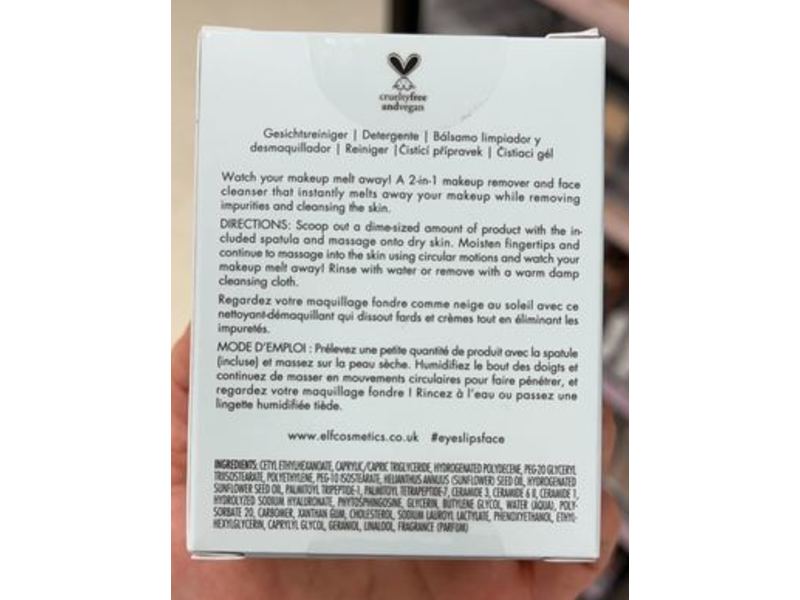 crueltyfree
andvegan
Gesichtsreiniger | Detergente | Bálsamo limpiador y
desmaquillador | Reiniger |Čistící přípravek | Čistiaci gél
Watch your makeup melt away! A 2-in-1 makeup remover and face
cleanser that instantly melts away your makeup while removing
impurities and cleansing the skin.
DIRECTIONS: Scoop out a dime-sized amount of product with the in-
cluded spatula and massage onto dry skin. Moisten fingertips and
continue to massage into the skin using circular motions and watch your
makeup melt away! Rinse with water or remove with a warm damp
cleansing cloth.
Regardez votre maquillage fondre comme neige au soleil avec ce
nettoyant-démaquillant qui dissout fards et crèmes tout en éliminant les
impuretés.
MODE D'EMPLOI : Prélevez une petite quantité de produit avec la spatule
(incluse) et massez sur la peau sèche. Humidifiez le bout des doigts et
continuez de masser en mouvements circulaires pour faire pénétrer, et
regardez votre maquillage fondre ! Rincez à l'eau ou passez une
lingette humidifiée tiède.
www.elfcosmetics.co.uk #eyeslipsface
INGREDIENTS: CETYL ETHYLHEXANOATE, CAPRYLIC/CAPRIC TRIGLYCERIDE, HYDROGENATED POLYDECENE, PEG-20 GLYCERYL
TRIISOSTEARATE, POLYETHYLENE, PEG-10 ISOSTEARATE, HELIANTHUS ANNUUS (SUNFLOWER) SEED OIL, HYDROGENATED
SUNFLOWER SEED OIL, PALMITOYL TRIPEPTIDE-1, PALMITOYL TETRAPEPTIDE-7, CERAMIDE 3, CERAMIDE 6 II, CERAMIDE 1,
HYDROLYZED SODIUM HYALURONATE, PHYTOSPHINGOSINE, GLYCERIN, BUTYLENE GLYCOL, WATER (AQUA), POLY-
SORBATE 20, CARBOMER, XANTHAN GUM, CHOLESTEROL, SODIUM LAUROYL LACTYLATE, PHENOXYETHANOL, ETHYL-
HEXYLGLYCERIN, CAPRYLYL GLYCOL, GERANIOL, LINALOOL, FRAGRANCE (PARFUM)